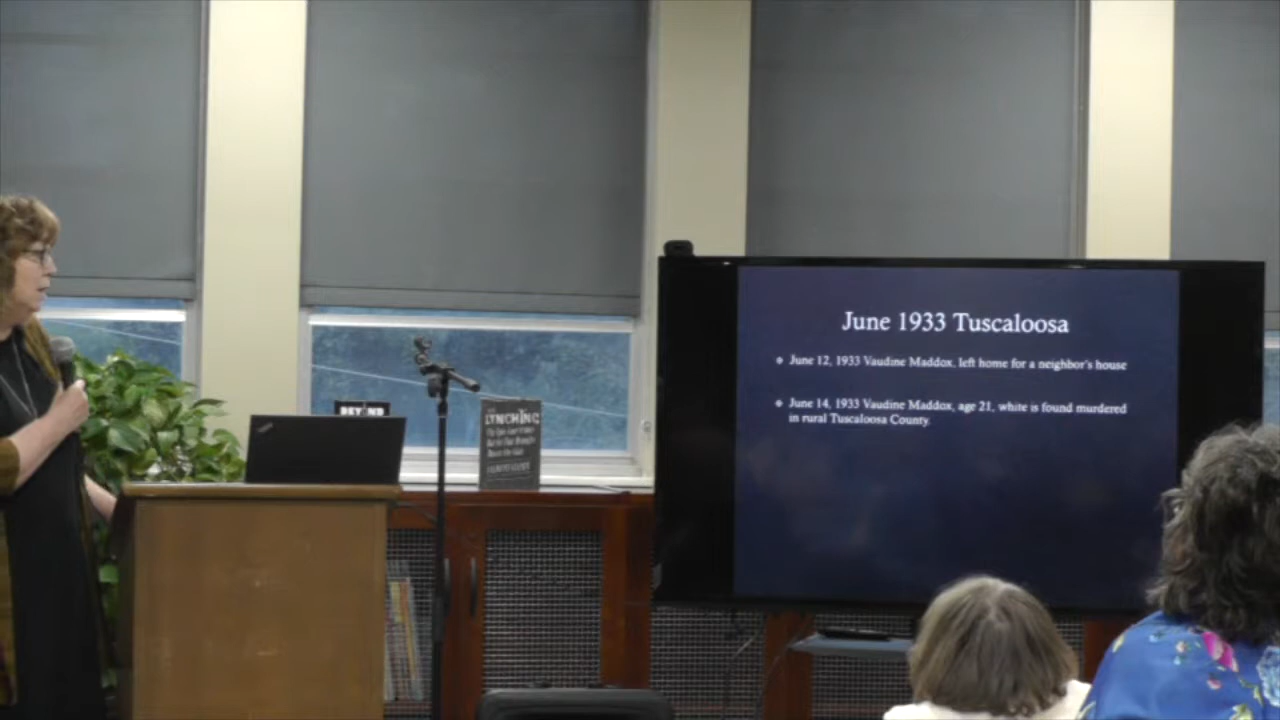 June 1933 Tuscaloosa
❖ June 12, 1933 Vaudine Maddox, left home for a neighbor's house
❖ June 14, 1933 Vaudine Maddox, age 21, white is found murdered
in rural Tuscaloosa County.
BEYOND
LYNCHING